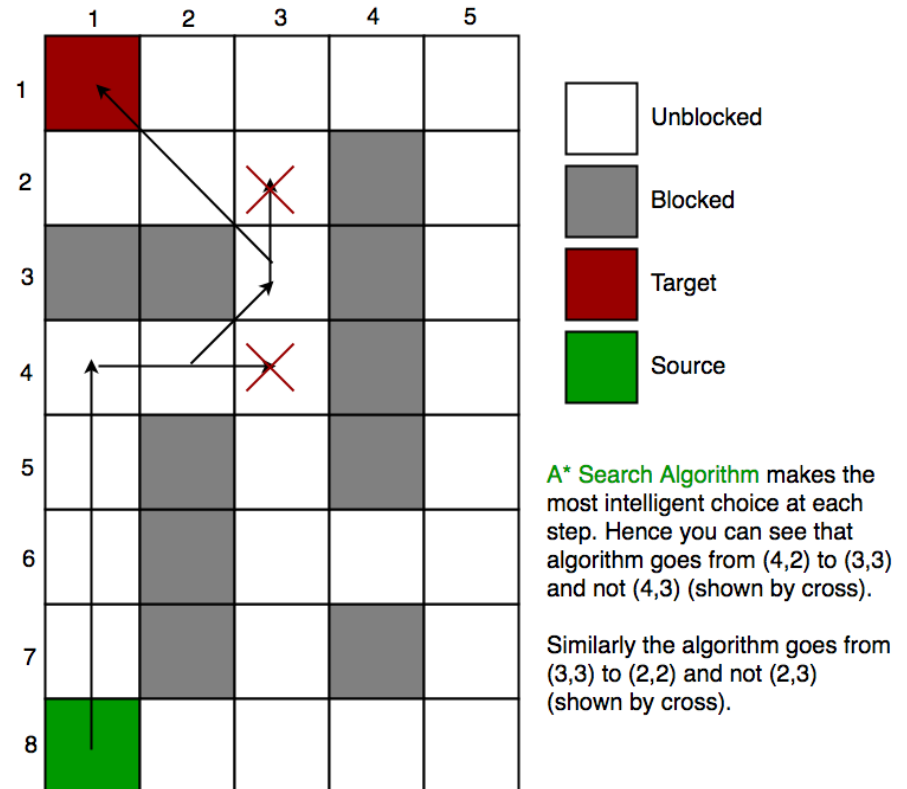 1 2 3 4 5
1
2
3
4
5
6
7
8
Unblocked
Blocked
Target
Source
A* Search Algorithm makes the
most intelligent choice at each
step. Hence you can see that
algorithm goes from (4,2) to (3,3)
and not (4,3) (shown by cross).
Similarly the algorithm goes from
(3,3) to (2,2) and not (2,3)
(shown by cross).